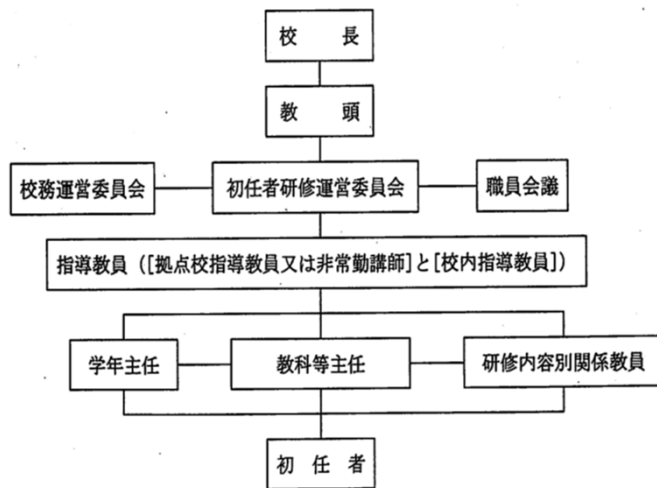 校長
教頭
校務運営委員会
初任者研修運営委員会
職員会議
指導教員（[拠点校指導教員又は非常勤講師]と[校内指導教員]）
学年主任
教科等主任
研修内容別関係教員
初任者